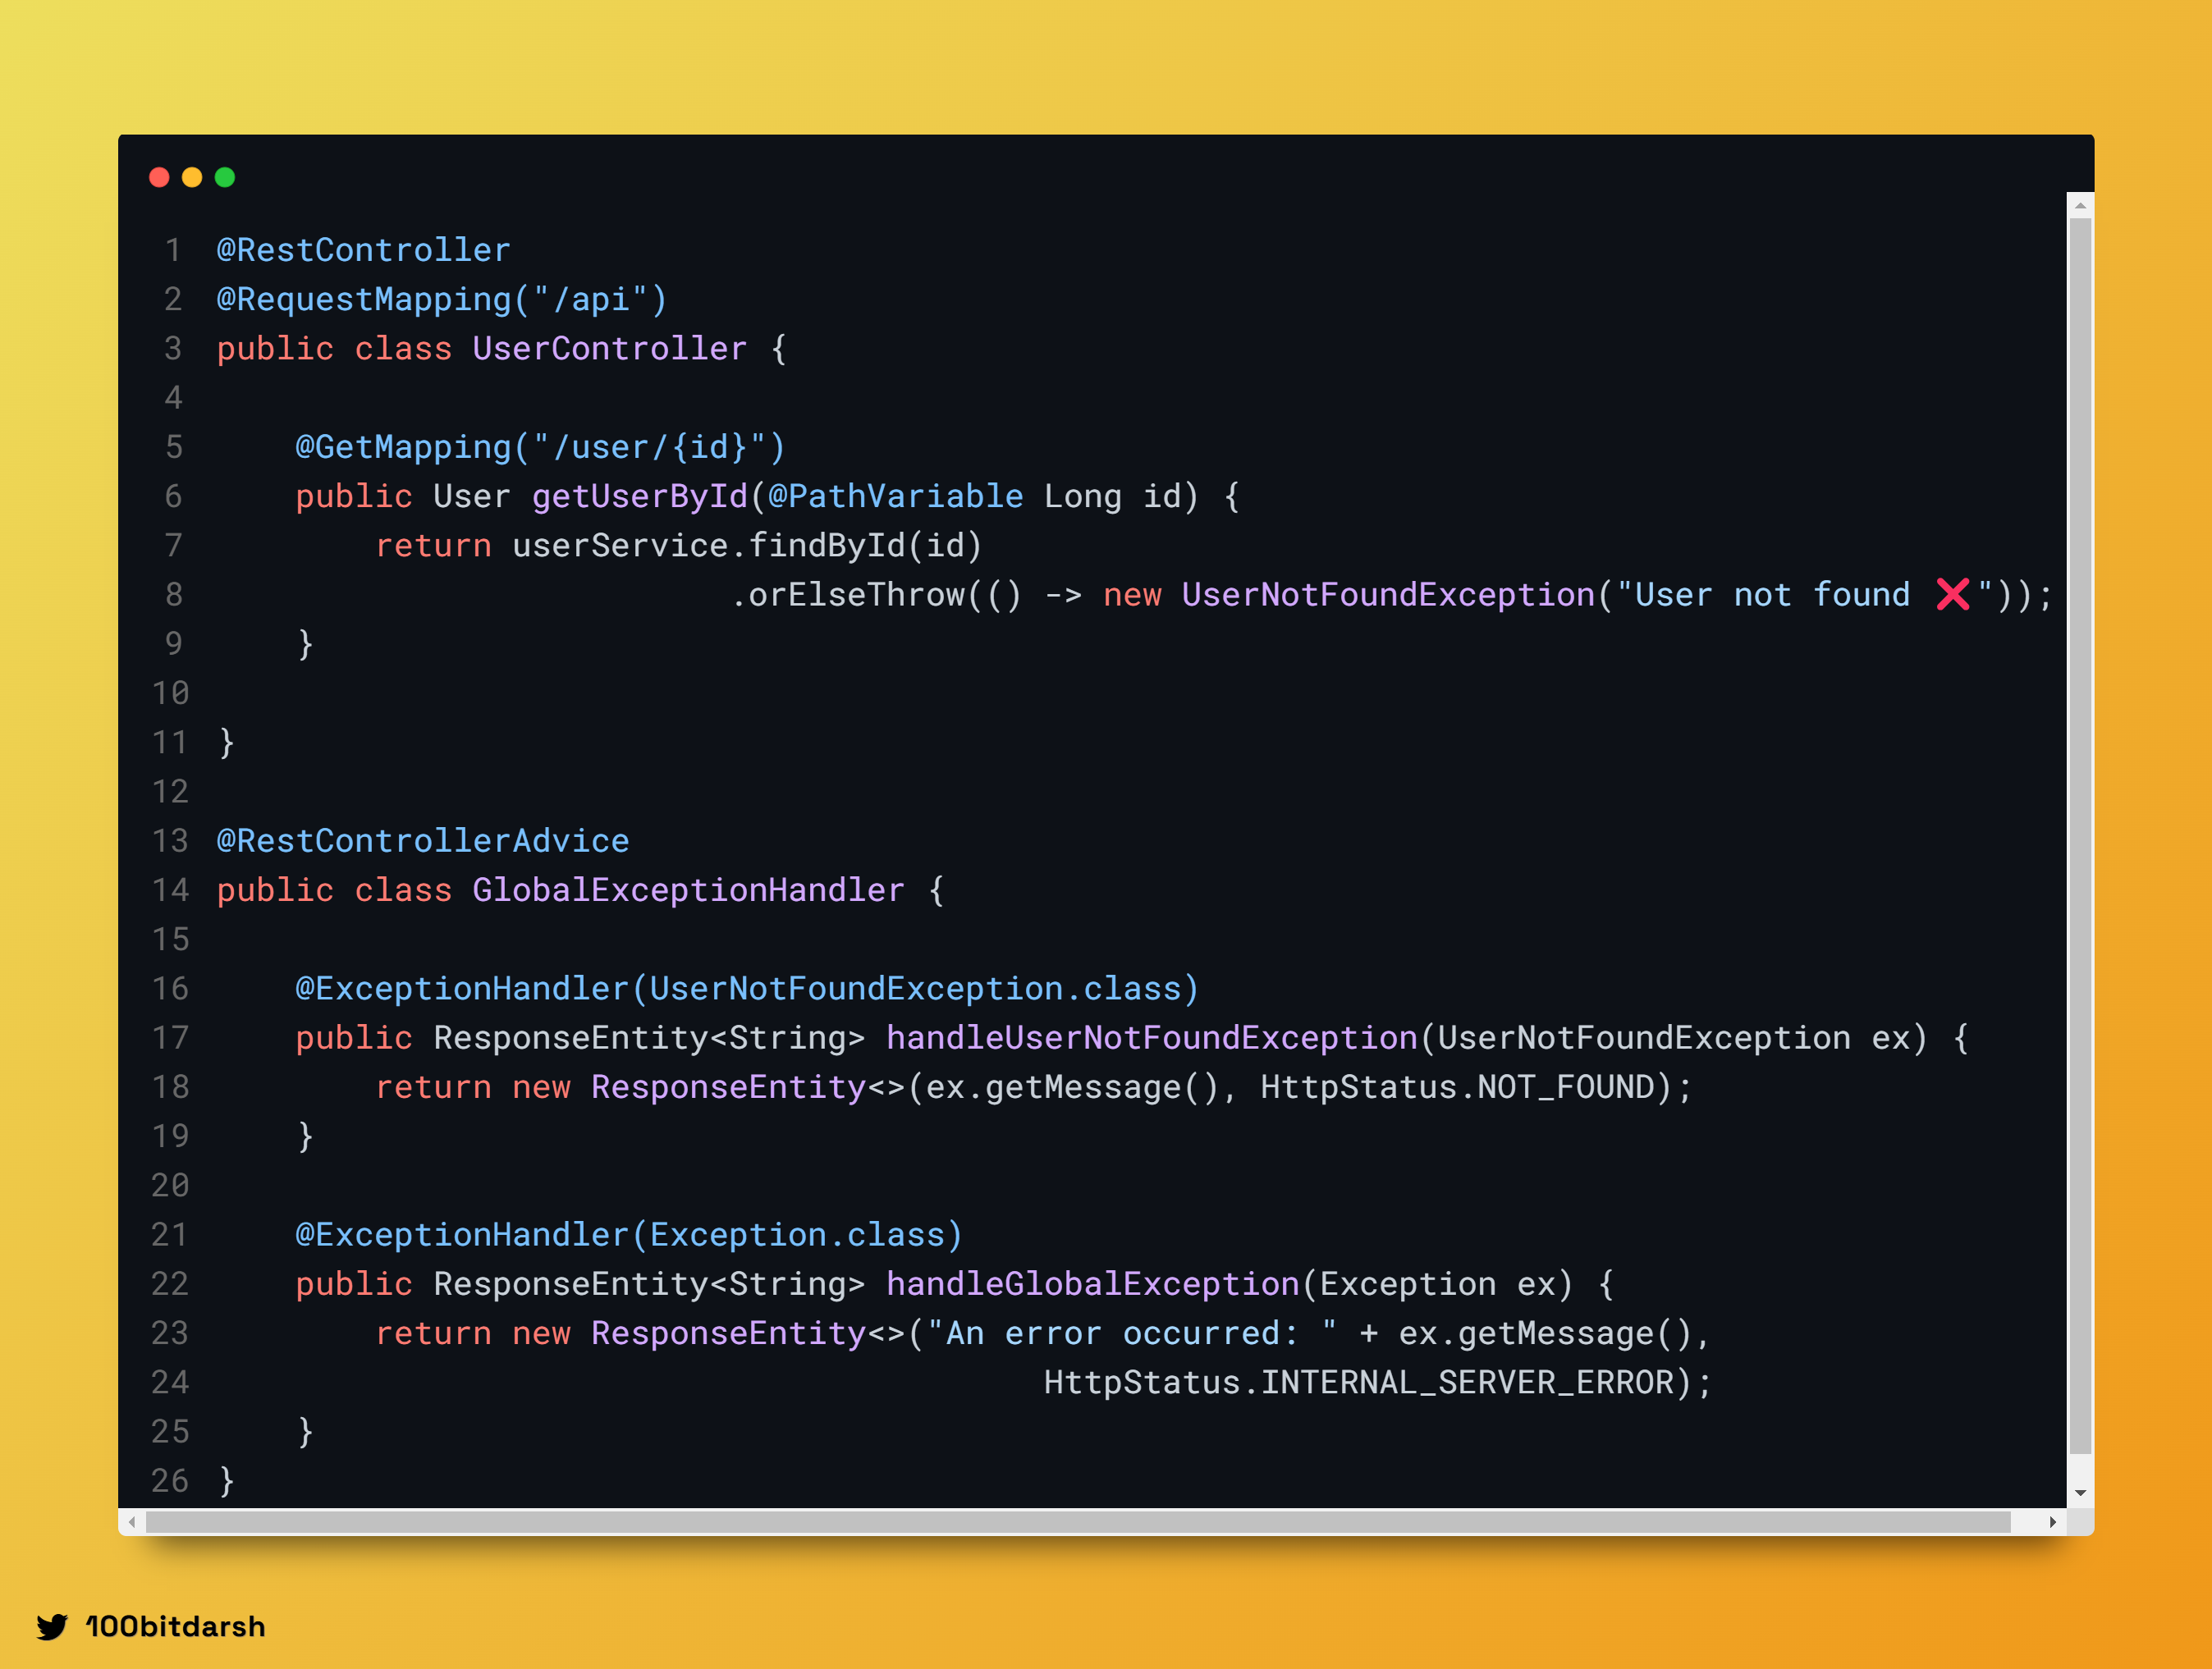 1 @RestController
2 @RequestMapping("/api")
3 public class UserController {
4
5     @GetMapping("/user/{id}")
6     public User getUserById(@PathVariable Long id) {
7         return userService.findById(id)
8                           .orElseThrow(() -> new UserNotFoundException("User not found ❌"));
9     }
10
11 }
12
13 @RestControllerAdvice
14 public class GlobalExceptionHandler {
15
16     @ExceptionHandler(UserNotFoundException.class)
17     public ResponseEntity<String> handleUserNotFoundException(UserNotFoundException ex) {
18         return new ResponseEntity<>(ex.getMessage(), HttpStatus.NOT_FOUND);
19     }
20
21     @ExceptionHandler(Exception.class)
22     public ResponseEntity<String> handleGlobalException(Exception ex) {
23         return new ResponseEntity<>("An error occurred: " + ex.getMessage(),
24                                           HttpStatus.INTERNAL_SERVER_ERROR);
25     }
26 }
100bitdarsh